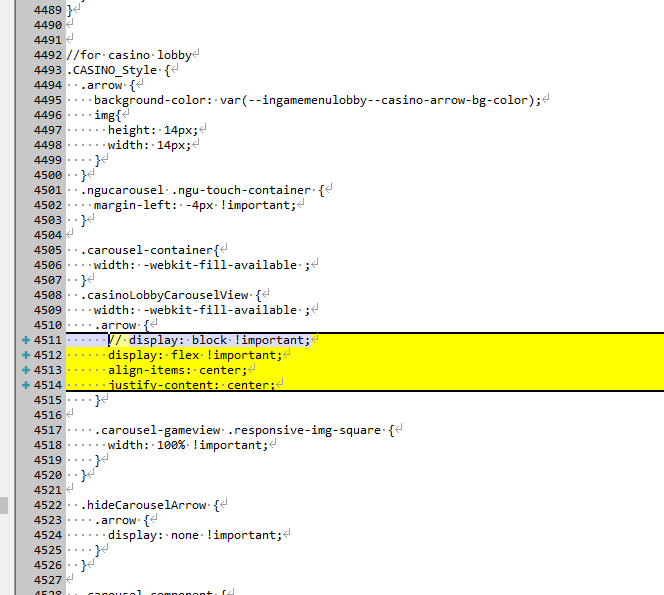 4489 }
4490
4491
4492 //for casino lobby
4493 .CASINO_Style {
4494 .arrow {
4495 background-color: var(--ingamemenulobby--casino-arrow-bg-color);
4496 img{
4497 height: 14px;
4498 width: 14px;
4499 }
4500 }
4501 .ngucarousel .ngu-touch-container {
4502 margin-left: -4px !important;
4503 }
4504
4505 .carousel-container{
4506 width: -webkit-fill-available ;
4507 }
4508 .casinoLobbyCarouselView {
4509 width: -webkit-fill-available ;
4510 .arrow {
4511 // display: block !important;
4512 display: flex !important;
4513 align-items: center;
4514 justify-content: center;
4515 }
4516
4517 .carousel-gameview .responsive-img-square {
4518 width: 100% !important;
4519 }
4520 }
4521
4522 .hideCarouselArrow {
4523 .arrow {
4524 display: none !important;
4525 }
4526 }
4527
4528 .carousel-component {